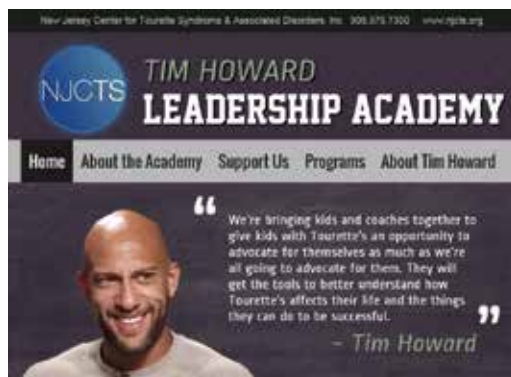 New Jersey Center for Tourette Syndrome & Associated Disorders, Inc. 908.575.7350 www.njcts.org
NJCTS
TIM HOWARD
LEADERSHIP ACADEMY
Home About the Academy Support Us Programs About Tim Howard
“ We're bringing kids and coaches together to
give kids with Tourette's an opportunity to
advocate for themselves as much as we're
all going to advocate for them. They will
get the tools to better understand how
Tourette's affects their life and the things
they can do to be successful. ”
– Tim Howard